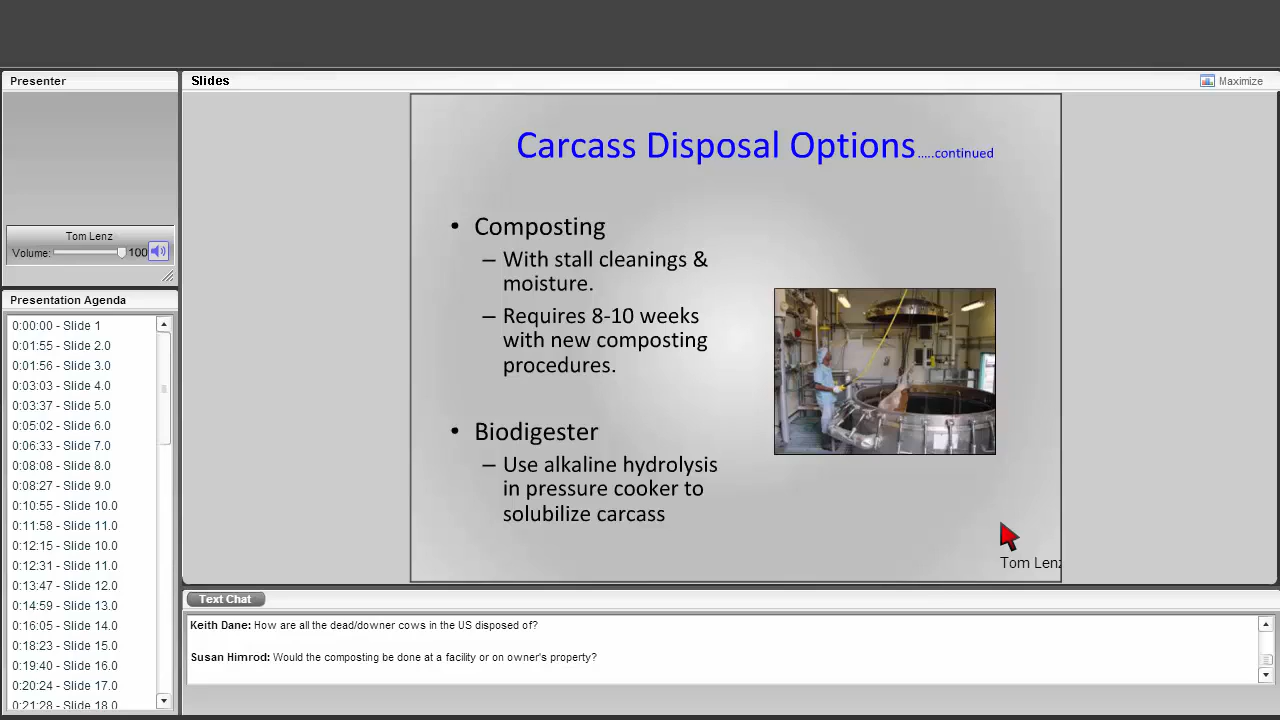 Presenter
Tom Lenz
Volume: 100
Presentation Agenda
0:00:00 - Slide 1
0:01:55 - Slide 2.0
0:01:56 - Slide 3.0
0:03:03 - Slide 4.0
0:03:37 - Slide 5.0
0:05:02 - Slide 6.0
0:06:33 - Slide 7.0
0:08:08 - Slide 8.0
0:08:27 - Slide 9.0
0:10:55 - Slide 10.0
0:11:58 - Slide 11.0
0:12:15 - Slide 10.0
0:12:31 - Slide 11.0
0:13:47 - Slide 12.0
0:14:59 - Slide 13.0
0:16:05 - Slide 14.0
0:18:23 - Slide 15.0
0:19:40 - Slide 16.0
0:20:24 - Slide 17.0
0:21:28 - Slide 18.0
Slides
Maximize
Carcass Disposal Options.....continued
• Composting
– With stall cleanings &
moisture.
– Requires 8-10 weeks
with new composting
procedures.
• Biodigester
– Use alkaline hydrolysis
in pressure cooker to
solubilize carcass
Tom Lenz
Text Chat
Keith Dane: How are all the dead/downer cows in the US disposed of?
Susan Himrod: Would the composting be done at a facility or on owner's property?